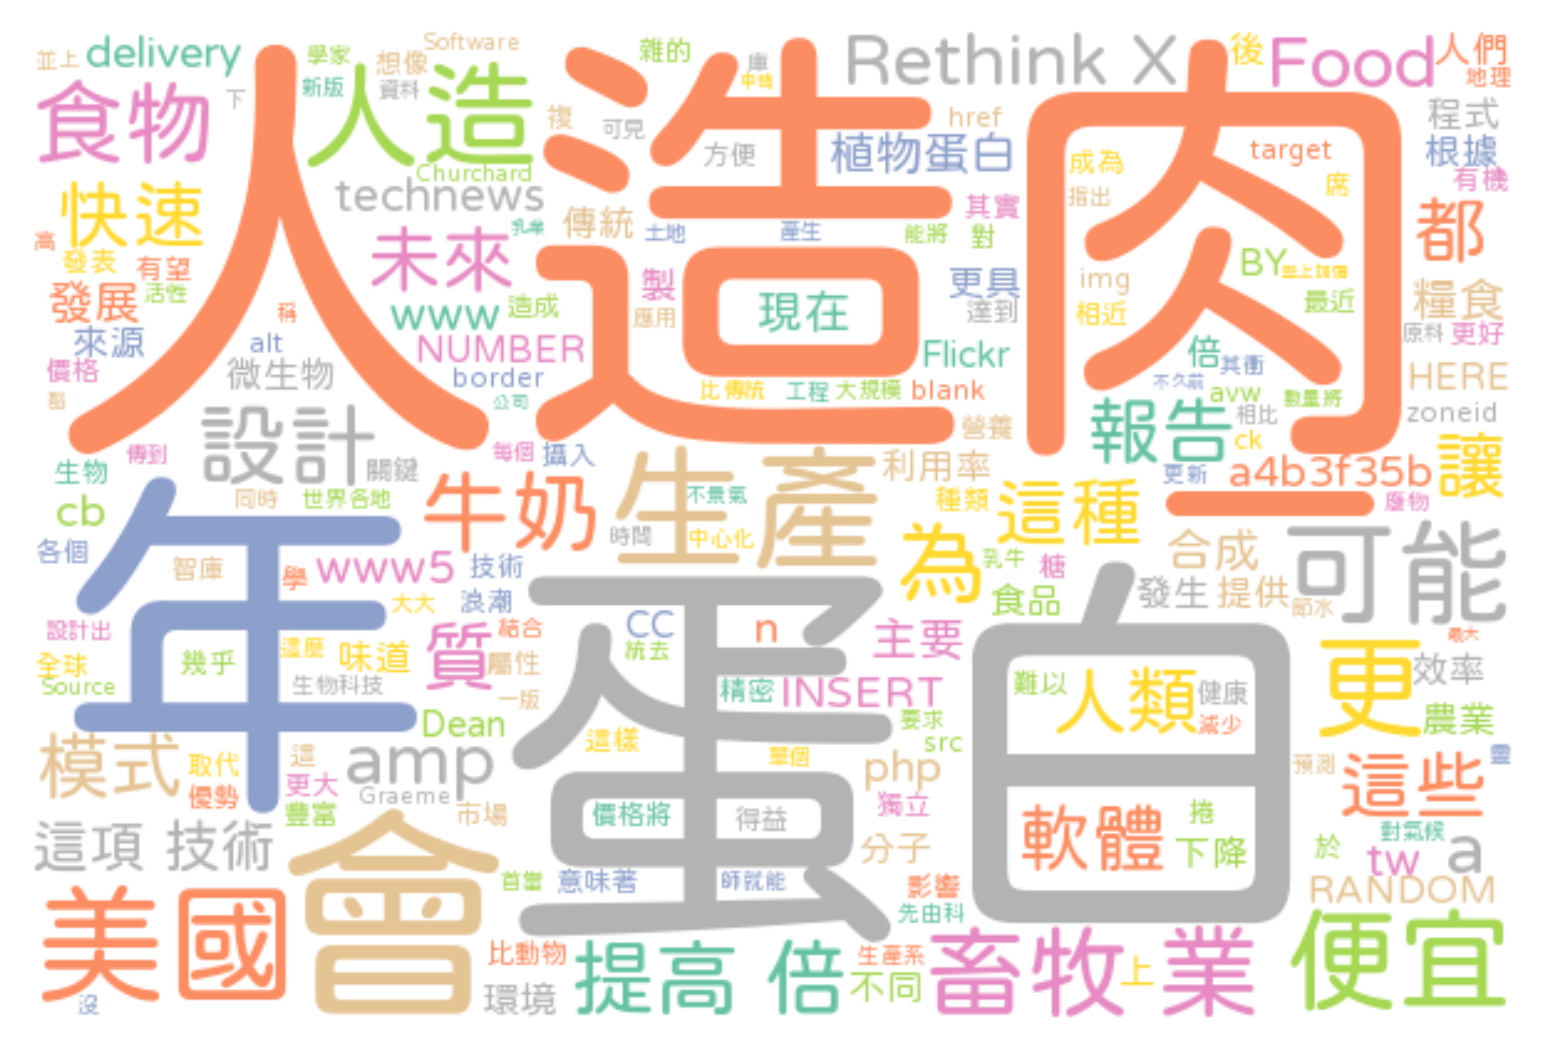 並上 delivery 學家 想像 Software 雜的 庫 Rethink X 後 Food 人們
新版 資料 中時 地理
食物 下 人造 人造肉 複 可見 href 程式
方便 植物蛋白 成為 target 根據
Churchard
快速 technews 傳統 其實 指出 席 有機
高 乳業 土地 產生 能將 對 都
發表 有望 未來 BY
發展 活性 製 現在 更具 img 最近 糧食
稱 www 造成 應用 達到 相近
來源 alt NUMBER Flickr 倍 其衝 原料 更好
價格 微生物 border 比傳統 工程 大規模 blank 不久前 avw 數量將 HERE
公司 營養 報告 相比 zoneid
設計 每個 攝入 ck
生物 傳到 關鍵 生產 利用率 更新 a4b3f35b 讓
cb 同時 世界各地 牛奶 不景氣 種類 這種 一 廢物
各個 時間 中心化 為 乳牛 糖 合成 可能
年 智庫 學 www5 技術 蛋白
大大 浪潮 食品 發生 提供 節水
設計出 結合 CC n 主要 最大
全球 幾乎 這麼 味道 質 屬性 統去 難以 人類 健康 更 效率
Source 生物科技 一版 精密 INSERT 減少
Dean 要求 農業
模式 取代 這 amp 這樣 單個 src 預測 這些
優勢 更大 Graeme php
豐富 市場 價格將 得益 獨立 軟體 捲
這項 技術 會 分子 下降 於 對氣候
首當 意味著 師就能 影響 tw a
美國 先由科 RANDOM
比動物 提高 倍 生產系 畜牧 上 業 便宜
沒 環境 不同